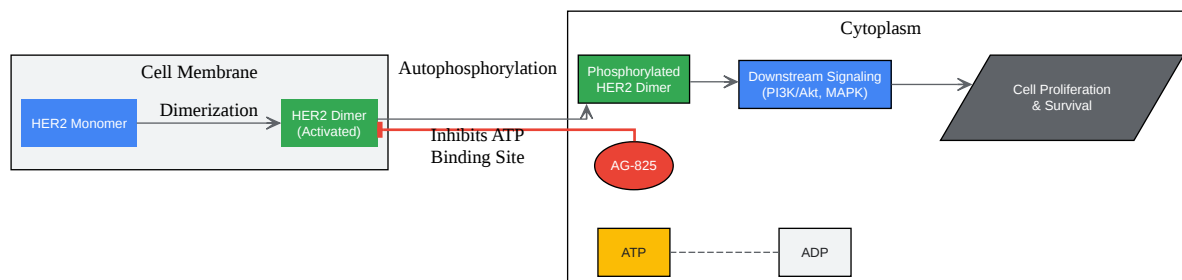 Cytoplasm
Cell Membrane
HER2 Monomer
Dimerization
HER2 Dimer
(Activated)
Autophosphorylation
Inhibits ATP
Binding Site
Phosphorylated
HER2 Dimer
Downstream Signaling
(PI3K/Akt, MAPK)
Cell Proliferation
& Survival
AG-825
ATP
ADP